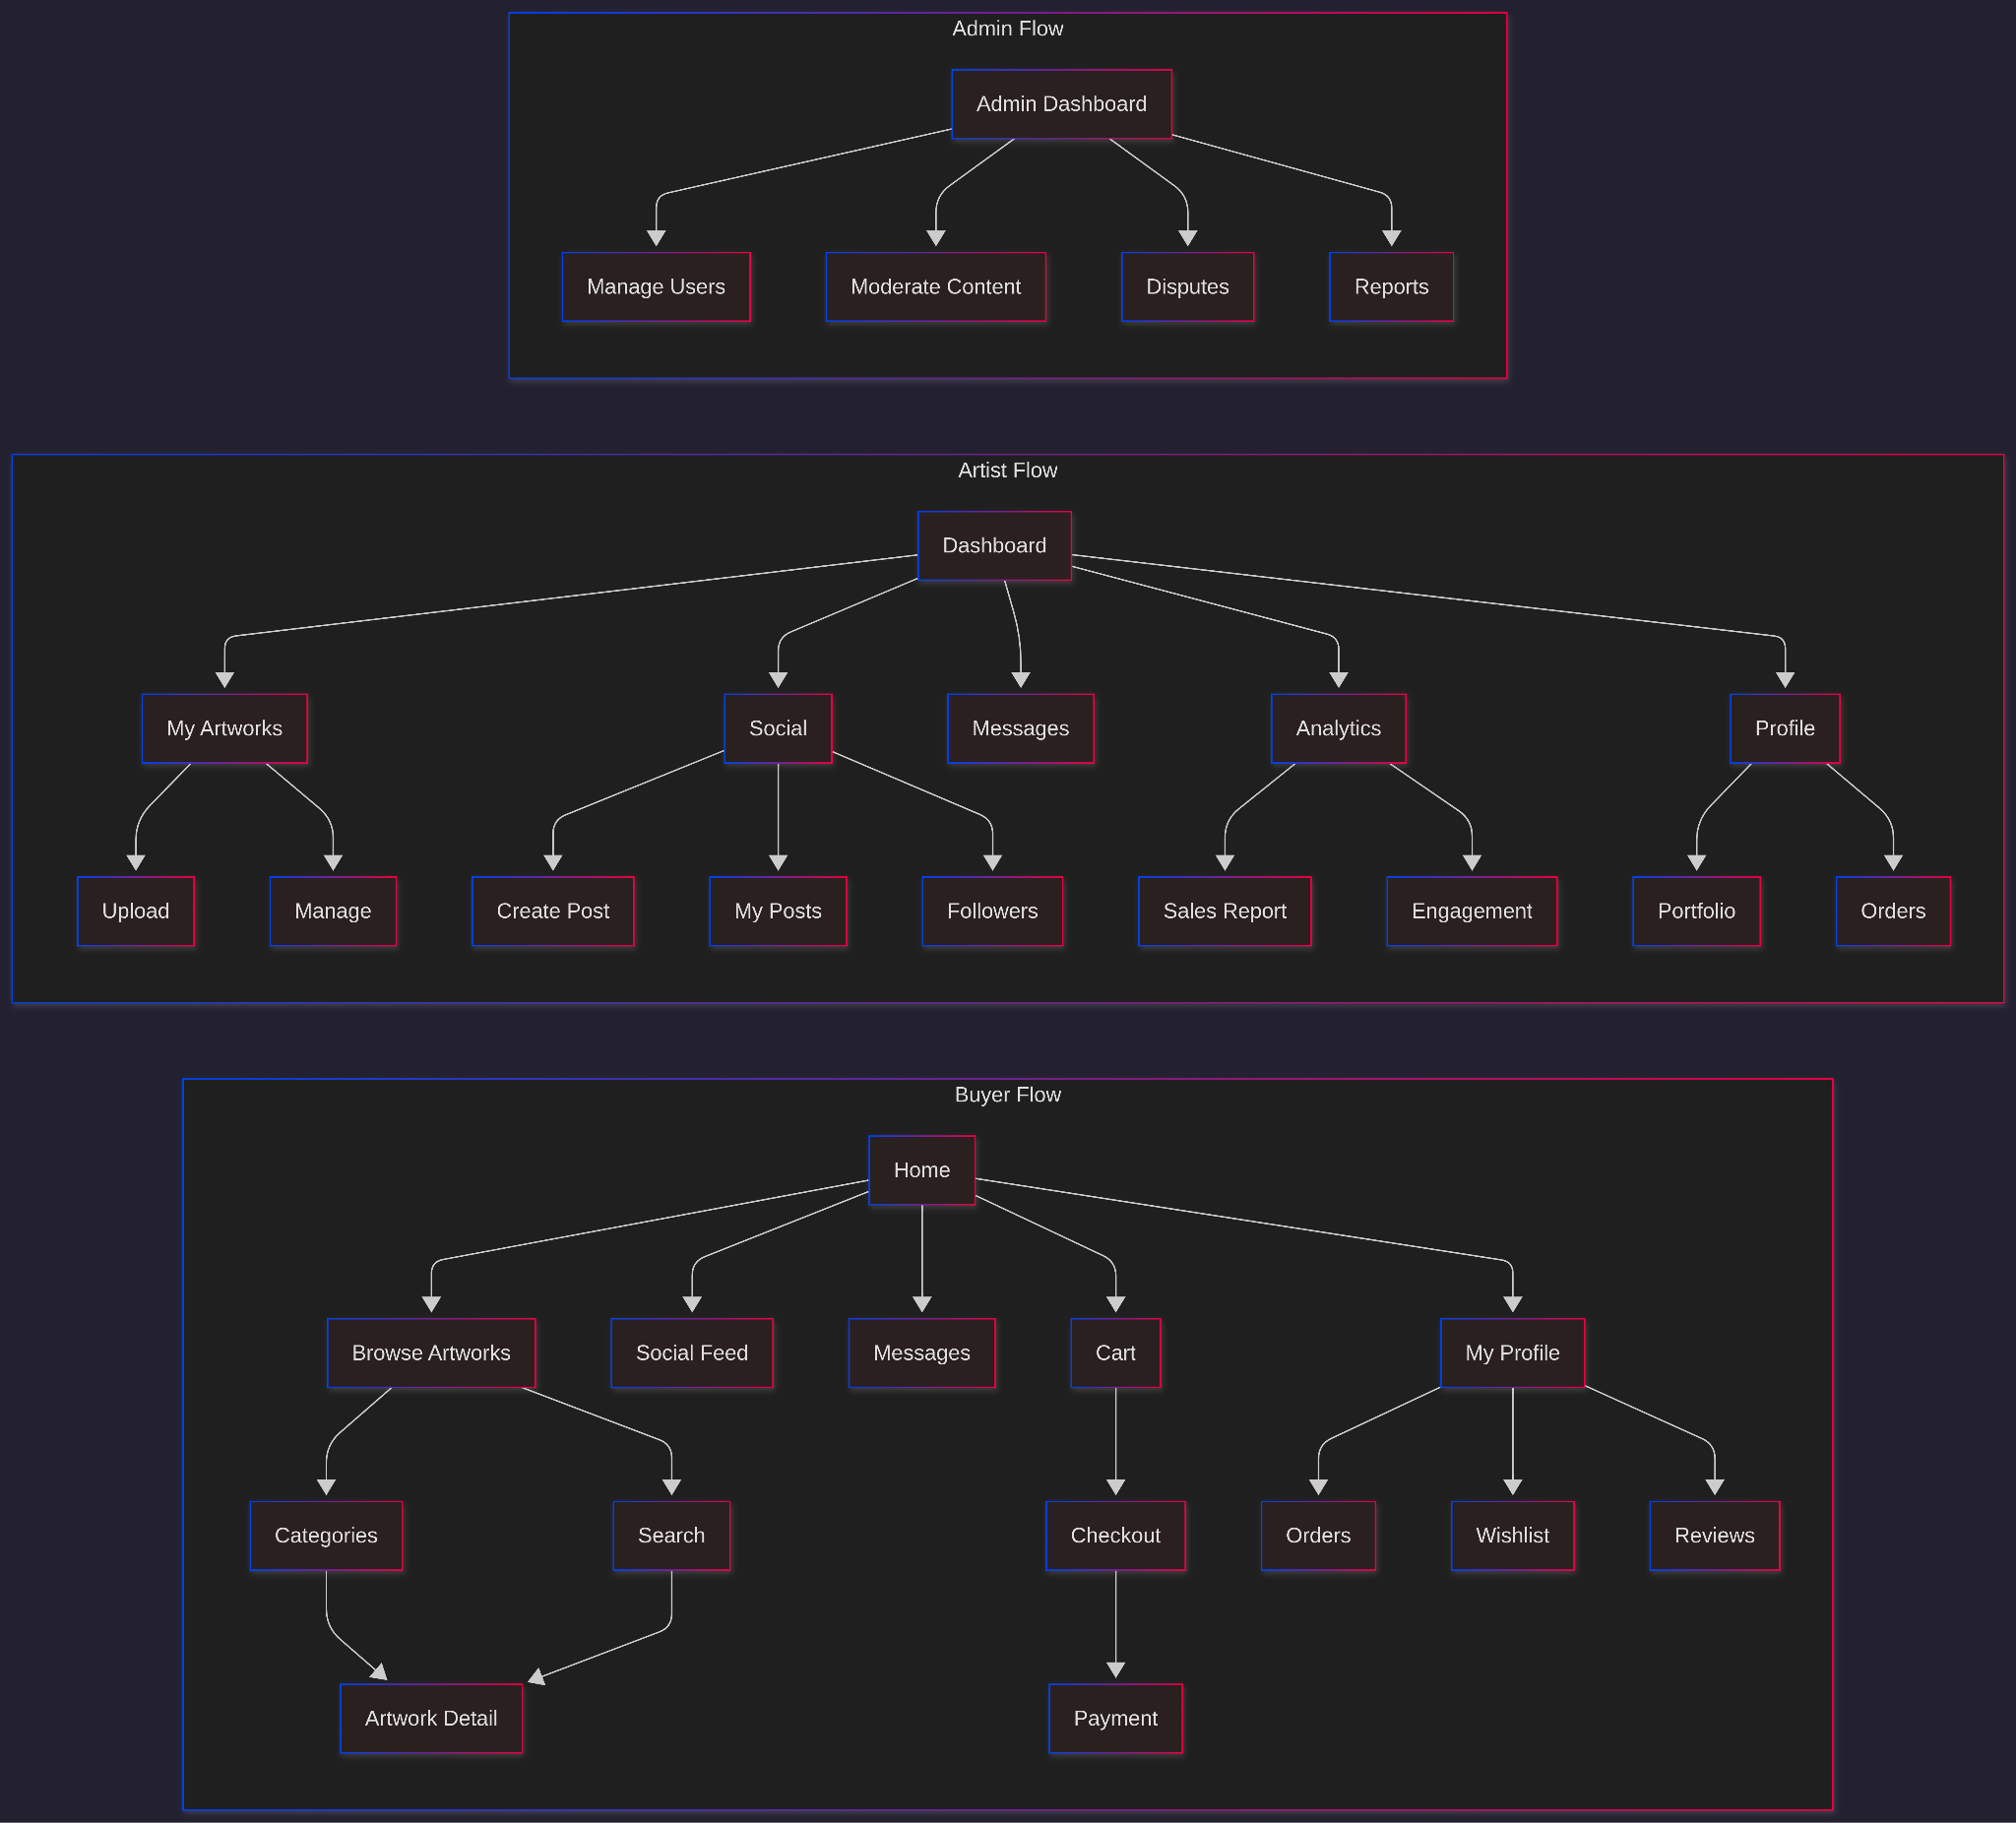 Admin Flow
Admin Dashboard
Manage Users
Moderate Content
Disputes
Reports
Artist Flow
Dashboard
My Artworks
Social
Messages
Analytics
Profile
Upload
Manage
Create Post
My Posts
Followers
Sales Report
Engagement
Portfolio
Orders
Buyer Flow
Home
Browse Artworks
Social Feed
Messages
Cart
My Profile
Categories
Search
Checkout
Orders
Wishlist
Reviews
Artwork Detail
Payment